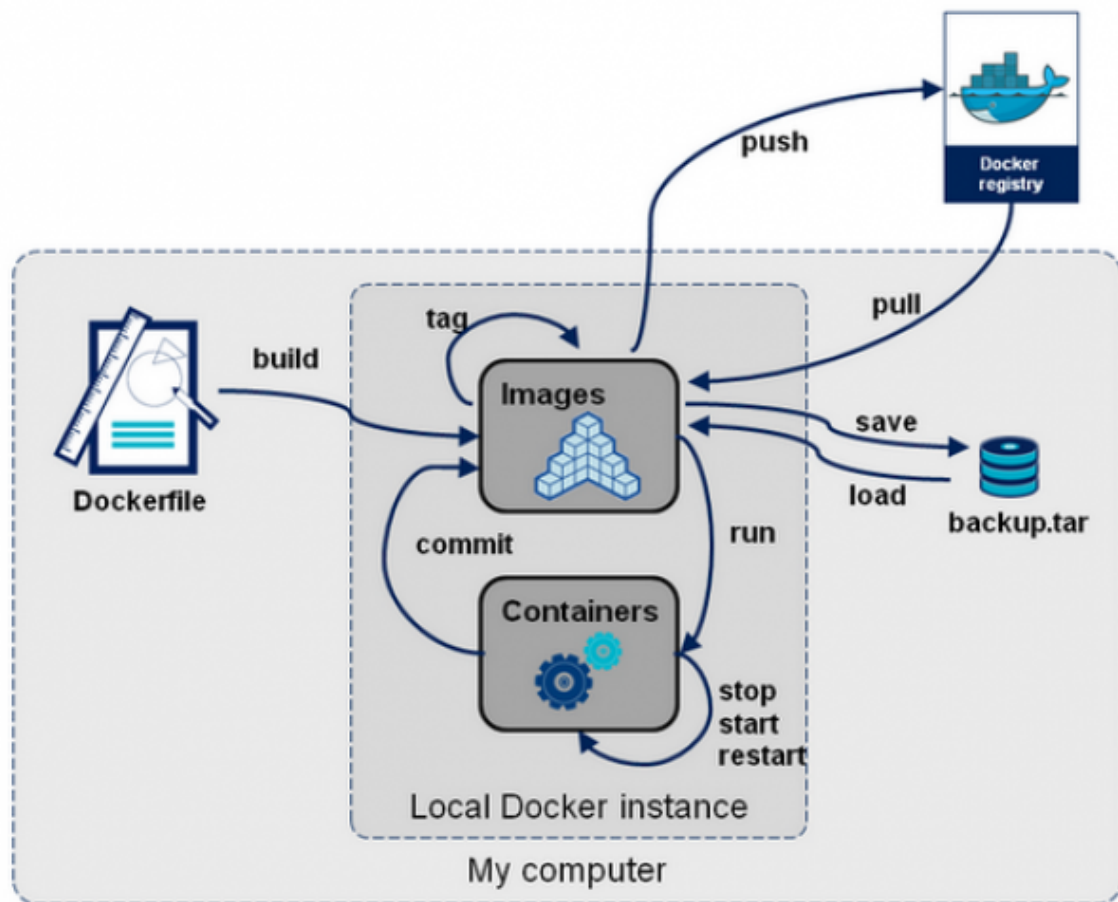 push
Docker
registry
pull
tag
build
Images
save
load
Dockerfile
backup.tar
commit
run
Containers
stop
start
restart
Local Docker instance
My computer